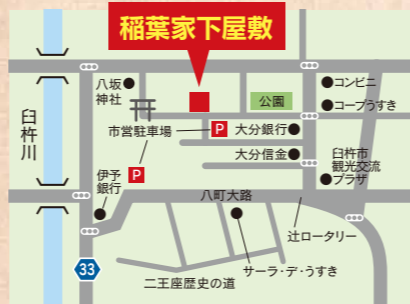 稲葉家下屋敷
八坂
神社
公園
コンビニ
コープうすき
臼杵川
市営駐車場
P
大分銀行
大分信金
臼杵市
観光交流
プラザ
伊予
銀行
P
八町大路
辻ロータリー
33
サーラ・デ・うすき
二王座歴史の道